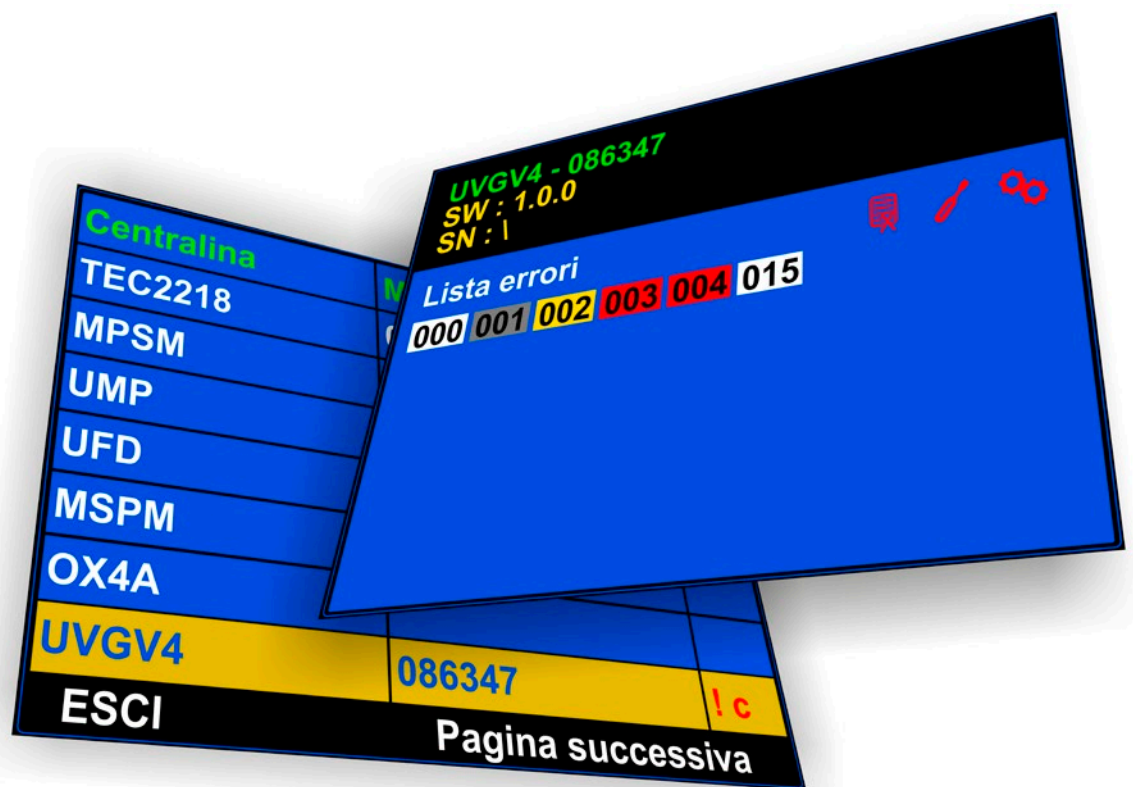 Centralina
TEC2218
MPSM
UMP
UFD
MSPM
OX4A
UVGV4 086347 ! c
ESCI Pagina successiva
UVGV4 - 086347
SW : 1.0.0
SN : \
Lista errori
000 001 002 003 004 015